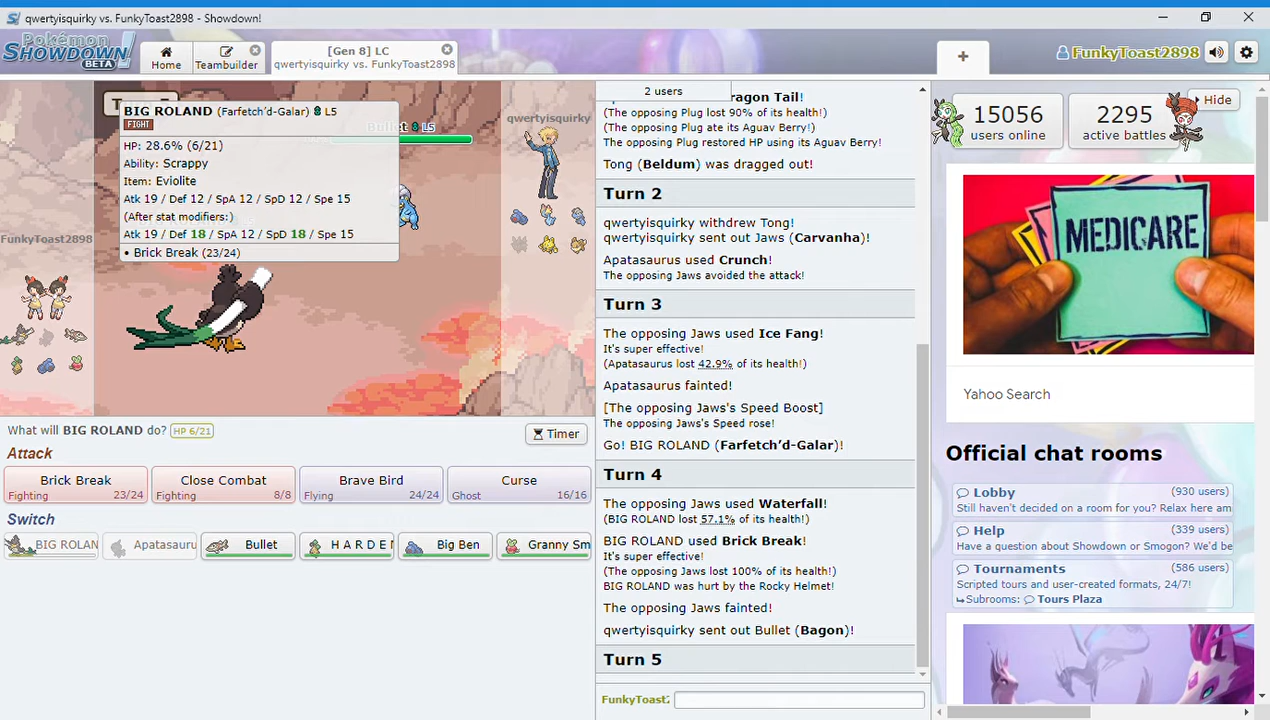 qwertyisquirky vs. FunkyToast2898 - Showdown!
Pokémon
SHOWDOWN!
BETA
Home
Teambuilder
[Gen 8] LC
qwertyisquirky vs. FunkyToast2898
+
FunkyToast2898
BIG ROLAND (Farfetch'd-Galar) L5
FIGHT
HP: 28.6% (6/21)
Ability: Scrappy
Item: Eviolite
Atk 19 / Def 12 / SpA 12 / SpD 12 / Spe 15
(After stat modifiers:)
Atk 19 / Def 18 / SpA 12 / SpD 18 / Spe 15
• Brick Break (23/24)
Bullet L5
qwertyisquirky
FunkyToast2898
What will BIG ROLAND do? HP 6/21
Timer
Attack
Brick Break
Fighting 23/24
Close Combat
Fighting 8/8
Brave Bird
Flying 24/24
Curse
Ghost 16/16
Switch
BIG ROLAN
Apatasauru
Bullet
H A R D E
Big Ben
Granny Sm
2 users
ragon Tail!
(The opposing Plug lost 90% of its health!)
(The opposing Plug ate its Aguav Berry!)
The opposing Plug restored HP using its Aguav Berry!
Tong (Beldum) was dragged out!
Turn 2
qwertyisquirky withdrew Tong!
qwertyisquirky sent out Jaws (Carvanha)!
Apatasaurus used Crunch!
The opposing Jaws avoided the attack!
Turn 3
The opposing Jaws used Ice Fang!
It's super effective!
(Apatasaurus lost 42.9% of its health!)
Apatasaurus fainted!
[The opposing Jaws's Speed Boost]
The opposing Jaws's Speed rose!
Go! BIG ROLAND (Farfetch'd-Galar)!
Turn 4
The opposing Jaws used Waterfall!
(BIG ROLAND lost 57.1% of its health!)
BIG ROLAND used Brick Break!
It's super effective!
(The opposing Jaws lost 100% of its health!)
BIG ROLAND was hurt by the Rocky Helmet!
The opposing Jaws fainted!
qwertyisquirky sent out Bullet (Bagon)!
Turn 5
FunkyToast2
15056
users online
2295
active battles
Hide
MEDICARE
Yahoo Search
Official chat rooms
Lobby (930 users)
Still haven't decided on a room for you? Relax here am
Help (339 users)
Have a question about Showdown or Smogon? We'd be
Tournaments (586 users)
Scripted tours and user-created formats, 24/7!
Subrooms: Tours Plaza